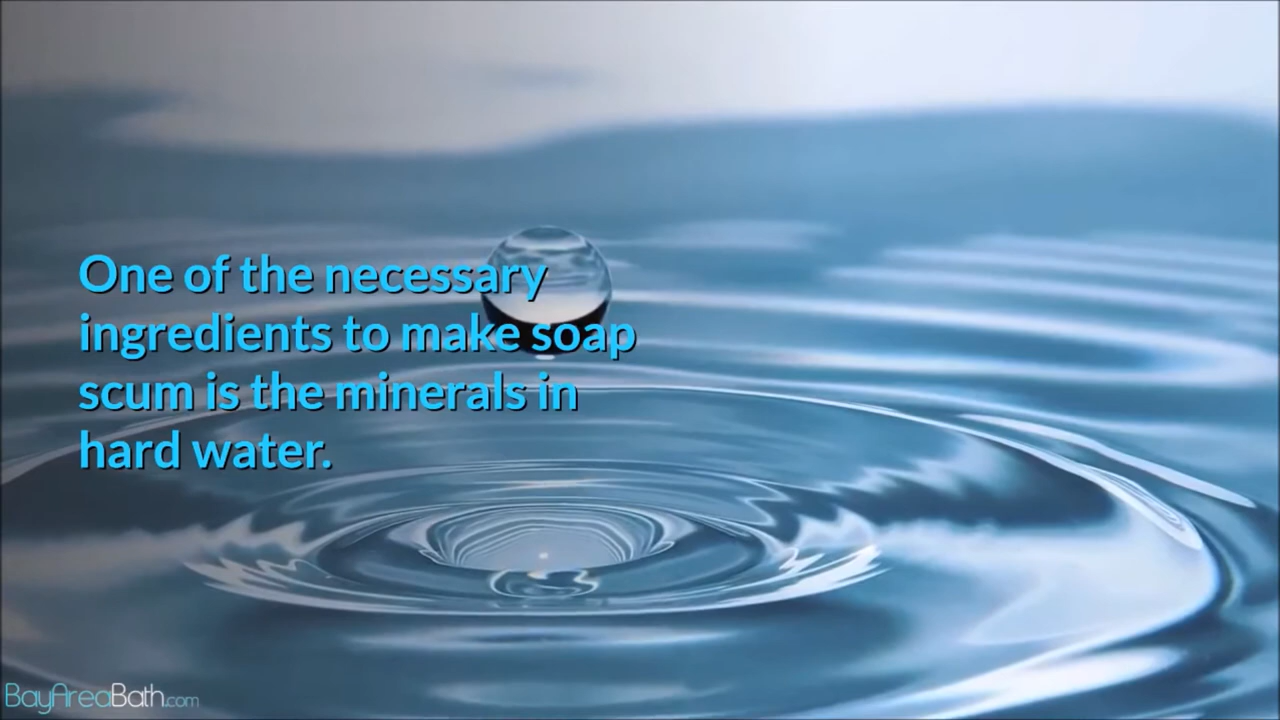 One of the necessary
ingredients to make soap
scum is the minerals in
hard water.
BayAreaBath.com